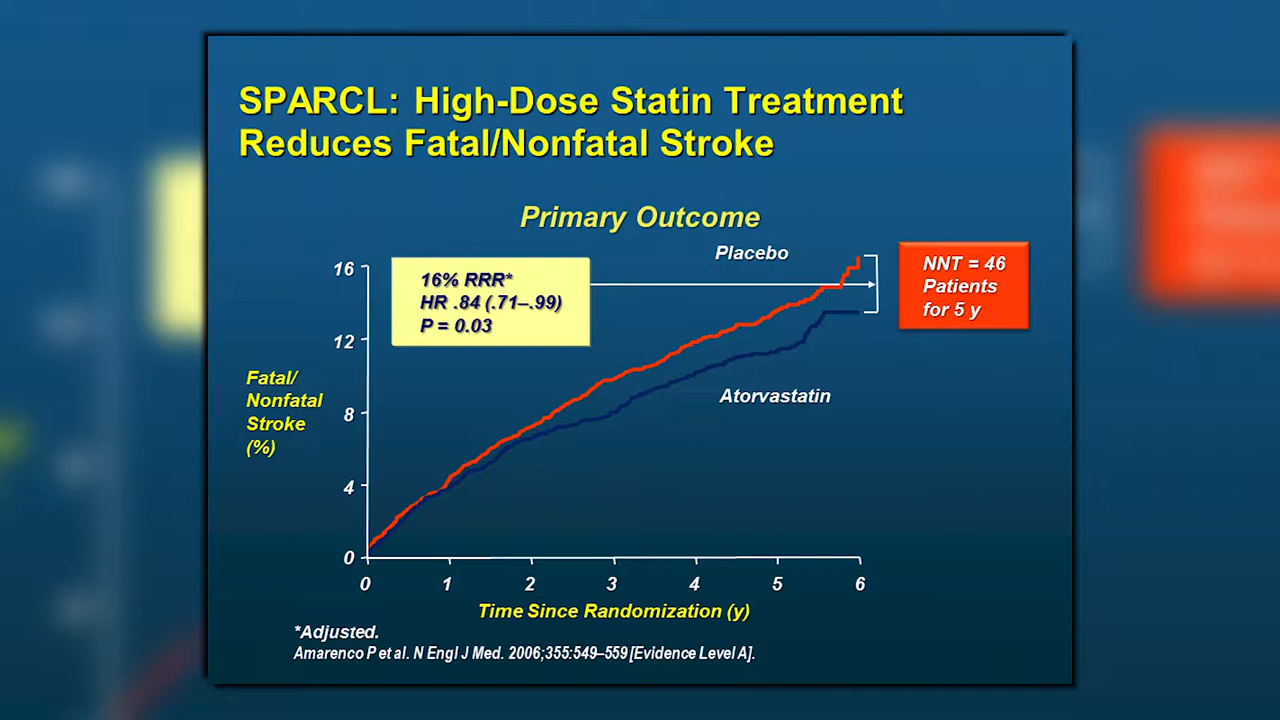 SPARCL: High-Dose Statin Treatment
Reduces Fatal/Nonfatal Stroke
Primary Outcome
Placebo
16% RRR*
HR .84 (.71–.99)
P = 0.03
NNT = 46
Patients
for 5 y
16
12
8
4
0
Fatal/
Nonfatal
Stroke
(%)
Atorvastatin
0 1 2 3 4 5 6
Time Since Randomization (y)
*Adjusted.
Amarenco P et al. N Engl J Med. 2006;355:549–559 [Evidence Level A].